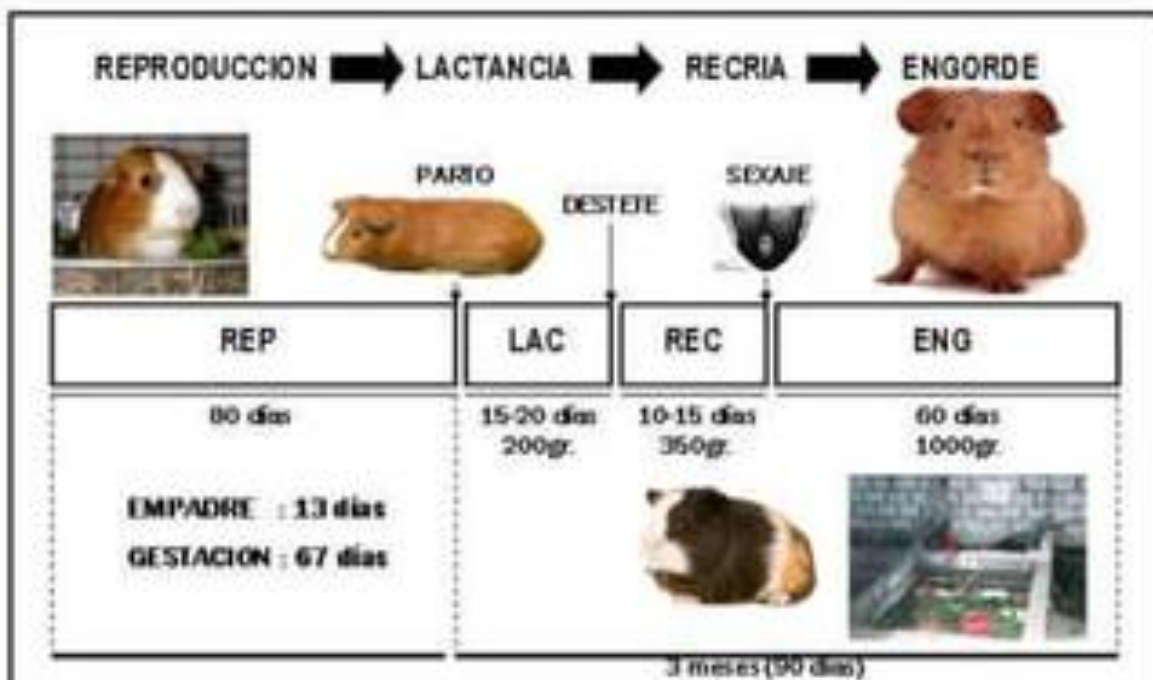 REPRODUCCION LACTANCIA RECRIA ENGORDE
PARTO
DESTETE
SEXAJE
REP LAC REC ENG
80 días 15-20 días 10-15 días 60 días
200gr. 350gr. 1000gr.
EMPADRE : 13 días
GESTACION : 67 días
3 meses (90 días)